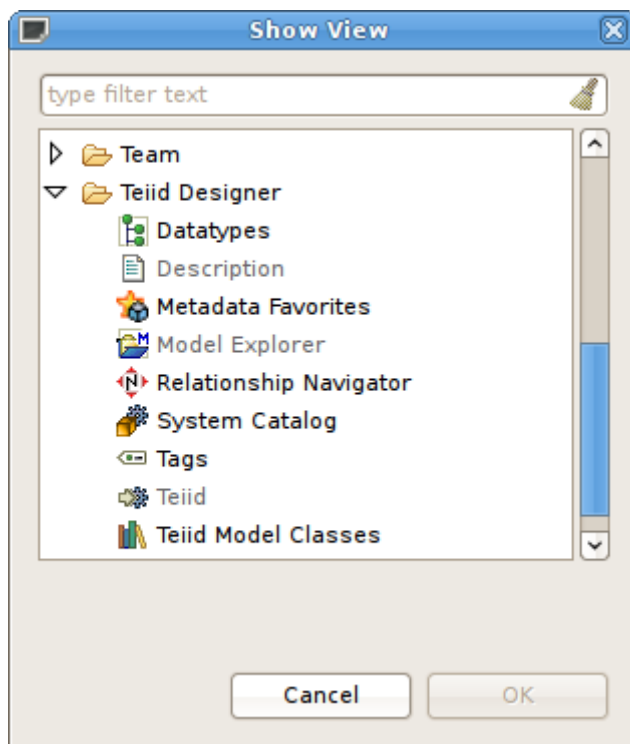 Show View
type filter text
Team
Teiid Designer
Datatypes
Description
Metadata Favorites
Model Explorer
Relationship Navigator
System Catalog
Tags
Teiid
Teiid Model Classes
Cancel OK